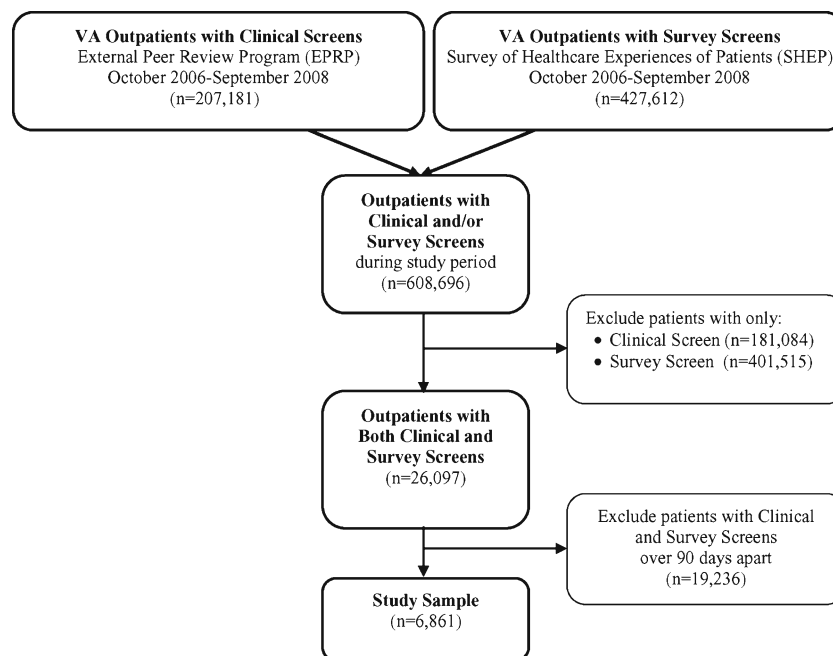 VA Outpatients with Clinical Screens
External Peer Review Program (EPRP)
October 2006-September 2008
(n=207,181)
VA Outpatients with Survey Screens
Survey of Healthcare Experiences of Patients (SHEP)
October 2006-September 2008
(n=427,612)
Outpatients with
Clinical and/or
Survey Screens
during study period
(n=608,696)
Exclude patients with only:
• Clinical Screen (n=181,084)
• Survey Screen (n=401,515)
Outpatients with
Both Clinical and
Survey Screens
(n=26,097)
Exclude patients with Clinical
and Survey Screens
over 90 days apart
(n=19,236)
Study Sample
(n=6,861)